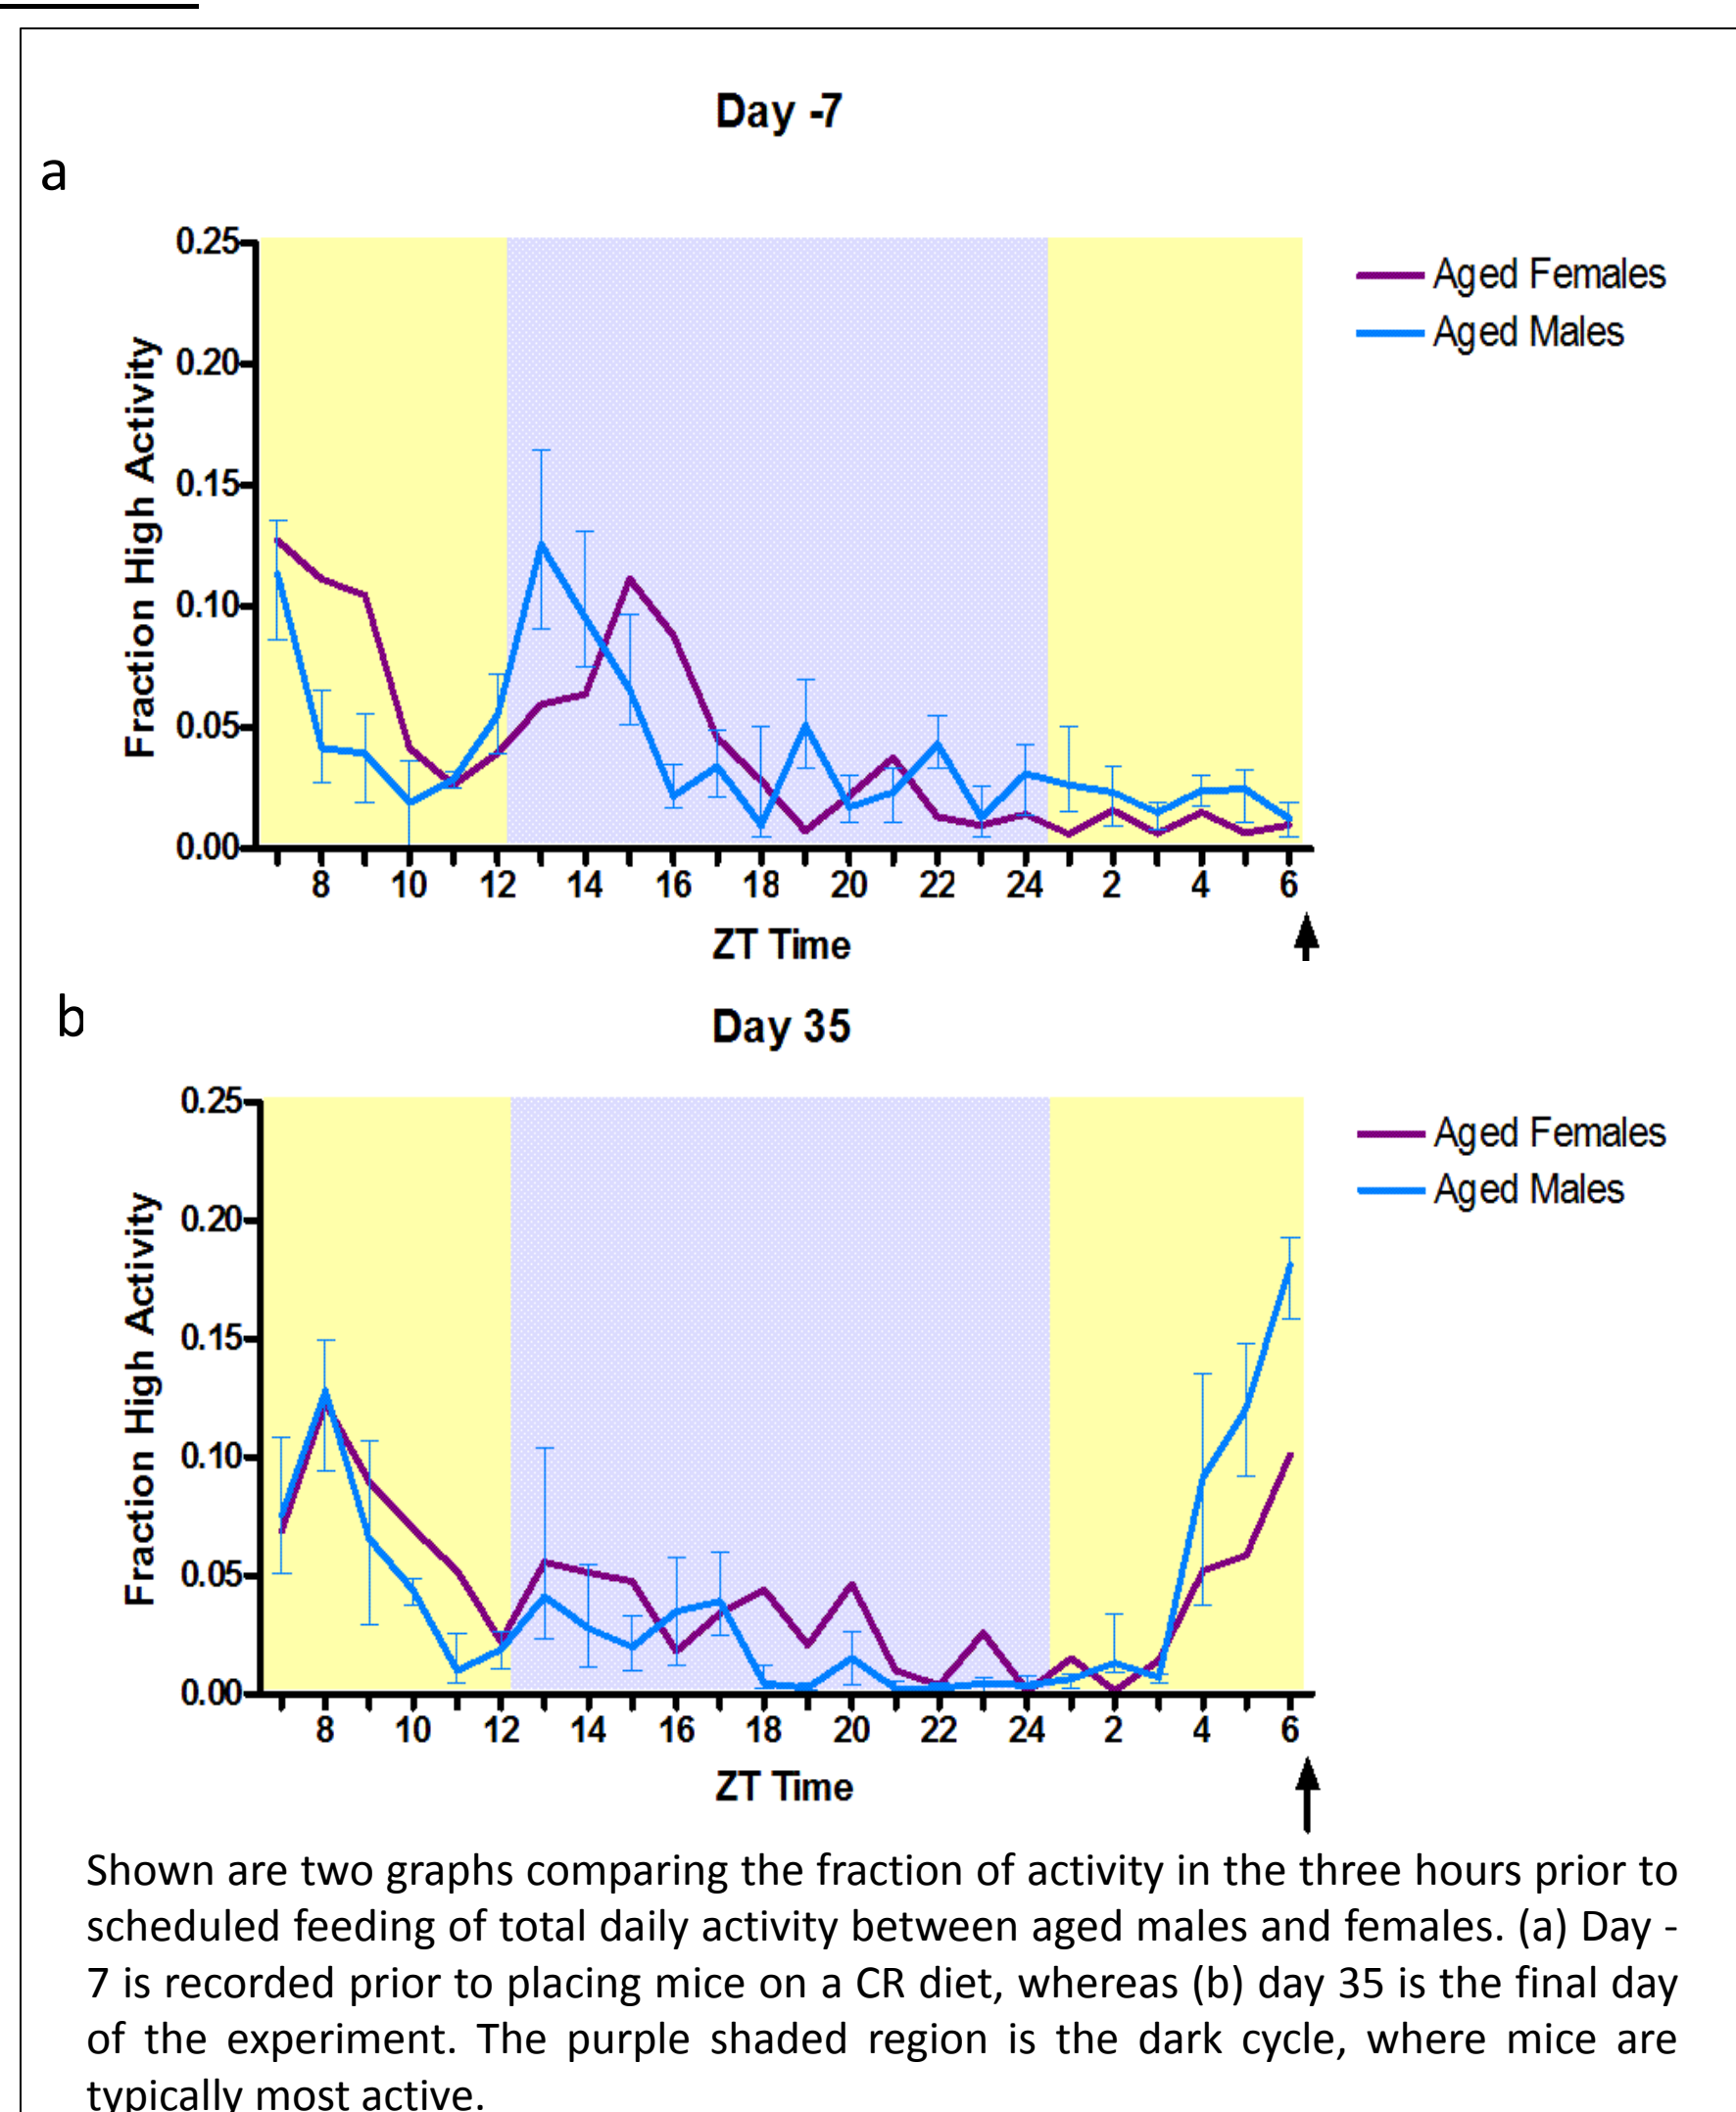 Day -7
a
0.25
0.20
0.15
0.10
0.05
0.00
Fraction High Activity
Aged Females
Aged Males
8 10 12 14 16 18 20 22 24 2 4 6
ZT Time
b
Day 35
0.25
0.20
0.15
0.10
0.05
0.00
Fraction High Activity
Aged Females
Aged Males
8 10 12 14 16 18 20 22 24 2 4 6
ZT Time
Shown are two graphs comparing the fraction of activity in the three hours prior to
scheduled feeding of total daily activity between aged males and females. (a) Day -
7 is recorded prior to placing mice on a CR diet, whereas (b) day 35 is the final day
of the experiment. The purple shaded region is the dark cycle, where mice are
typically most active.